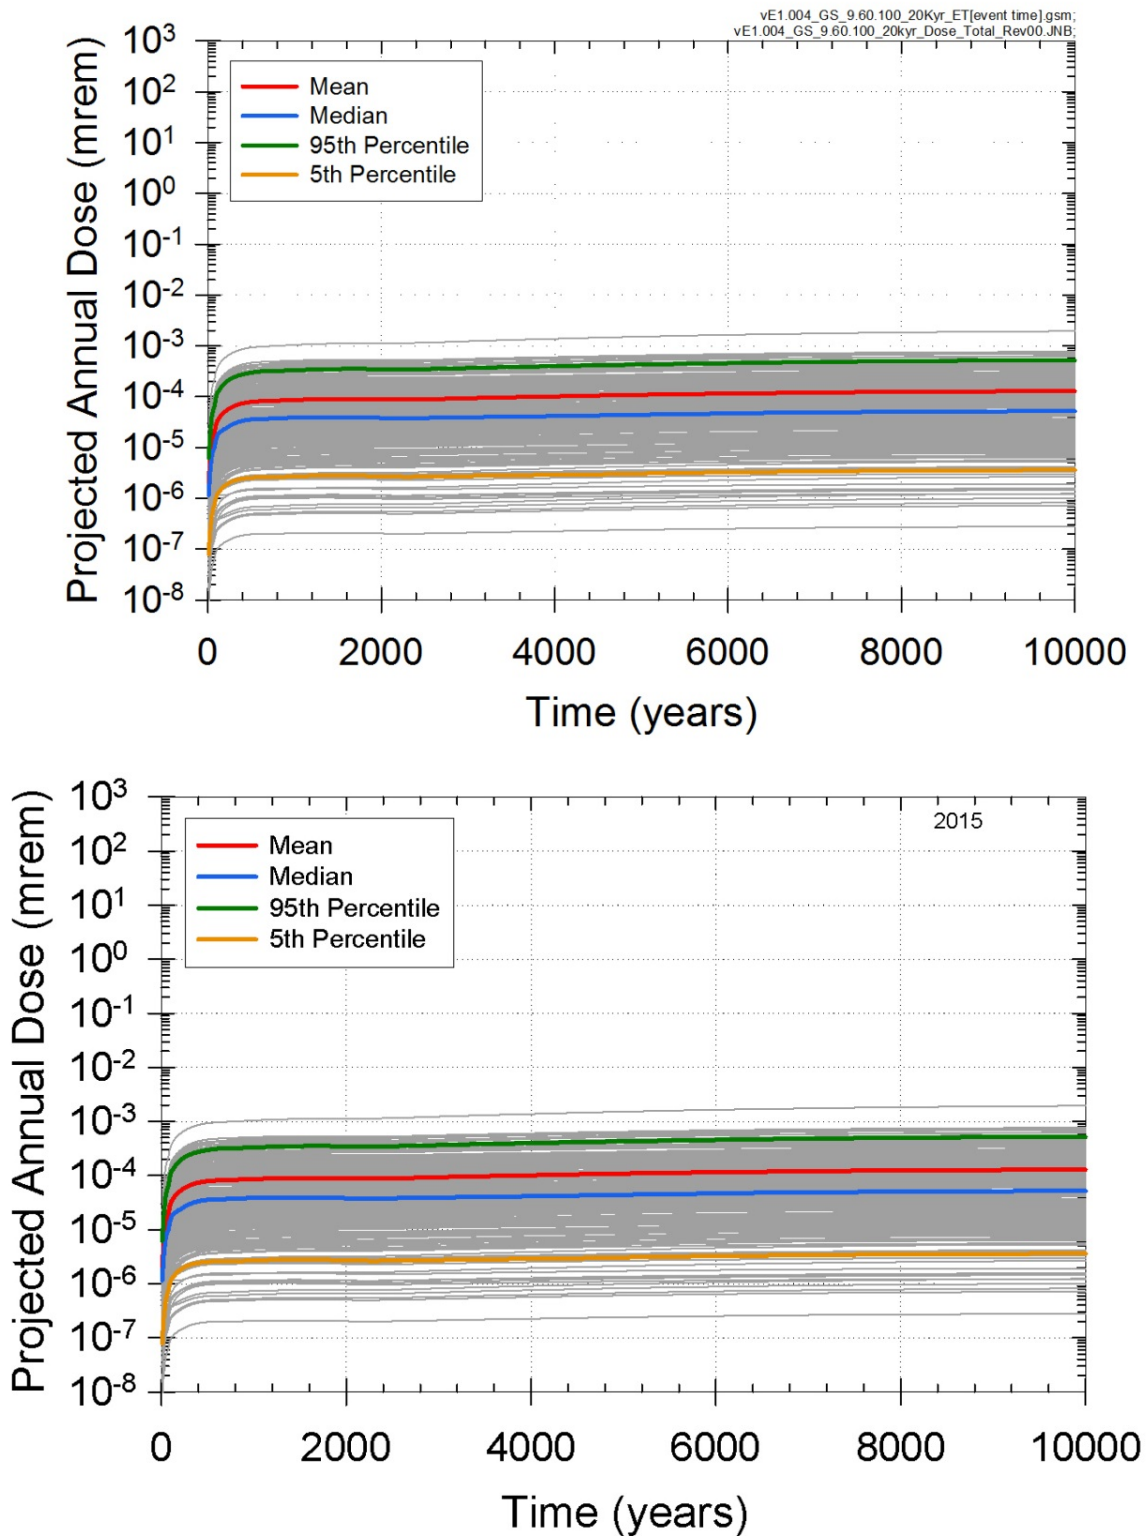 vE1.004_GS_9.60.100_20Kyr_ET[event time].gsm;
vE1.004_GS_9.60.100_20kyr_Dose_Total_Rev00.JNB;
Projected Annual Dose (mrem)
10³
10²
10¹
10⁰
10⁻¹
10⁻²
10⁻³
10⁻⁴
10⁻⁵
10⁻⁶
10⁻⁷
10⁻⁸
Mean
Median
95th Percentile
5th Percentile
0 2000 4000 6000 8000 10000
Time (years)
Projected Annual Dose (mrem)
10³
10²
10¹
10⁰
10⁻¹
10⁻²
10⁻³
10⁻⁴
10⁻⁵
10⁻⁶
10⁻⁷
10⁻⁸
Mean
Median
95th Percentile
5th Percentile
2015
0 2000 4000 6000 8000 10000
Time (years)